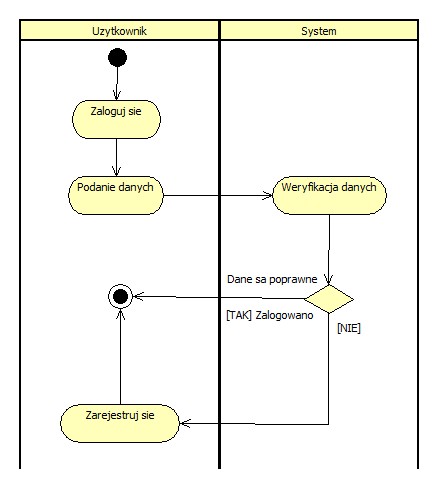 Uzytkownik
System
Zaloguj sie
Podanie danych
Weryfikacja danych
Dane sa poprawne
[TAK] Zalogowano
[NIE]
Zarejestruj sie